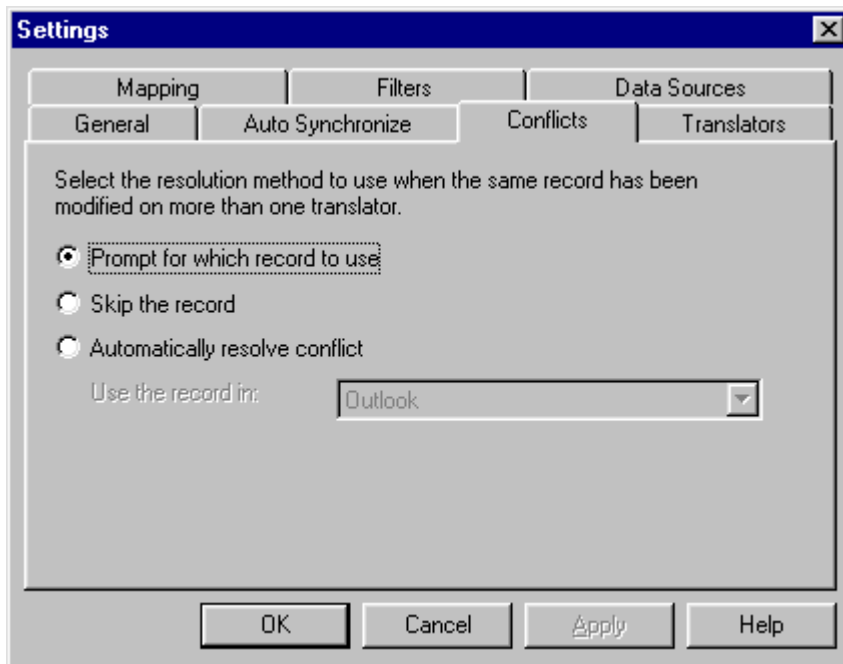 Settings
Mapping Filters Data Sources
General Auto Synchronize Conflicts Translators
Select the resolution method to use when the same record has been
modified on more than one translator.
Prompt for which record to use
Skip the record
Automatically resolve conflict
Use the record in: Outlook
OK Cancel Apply Help